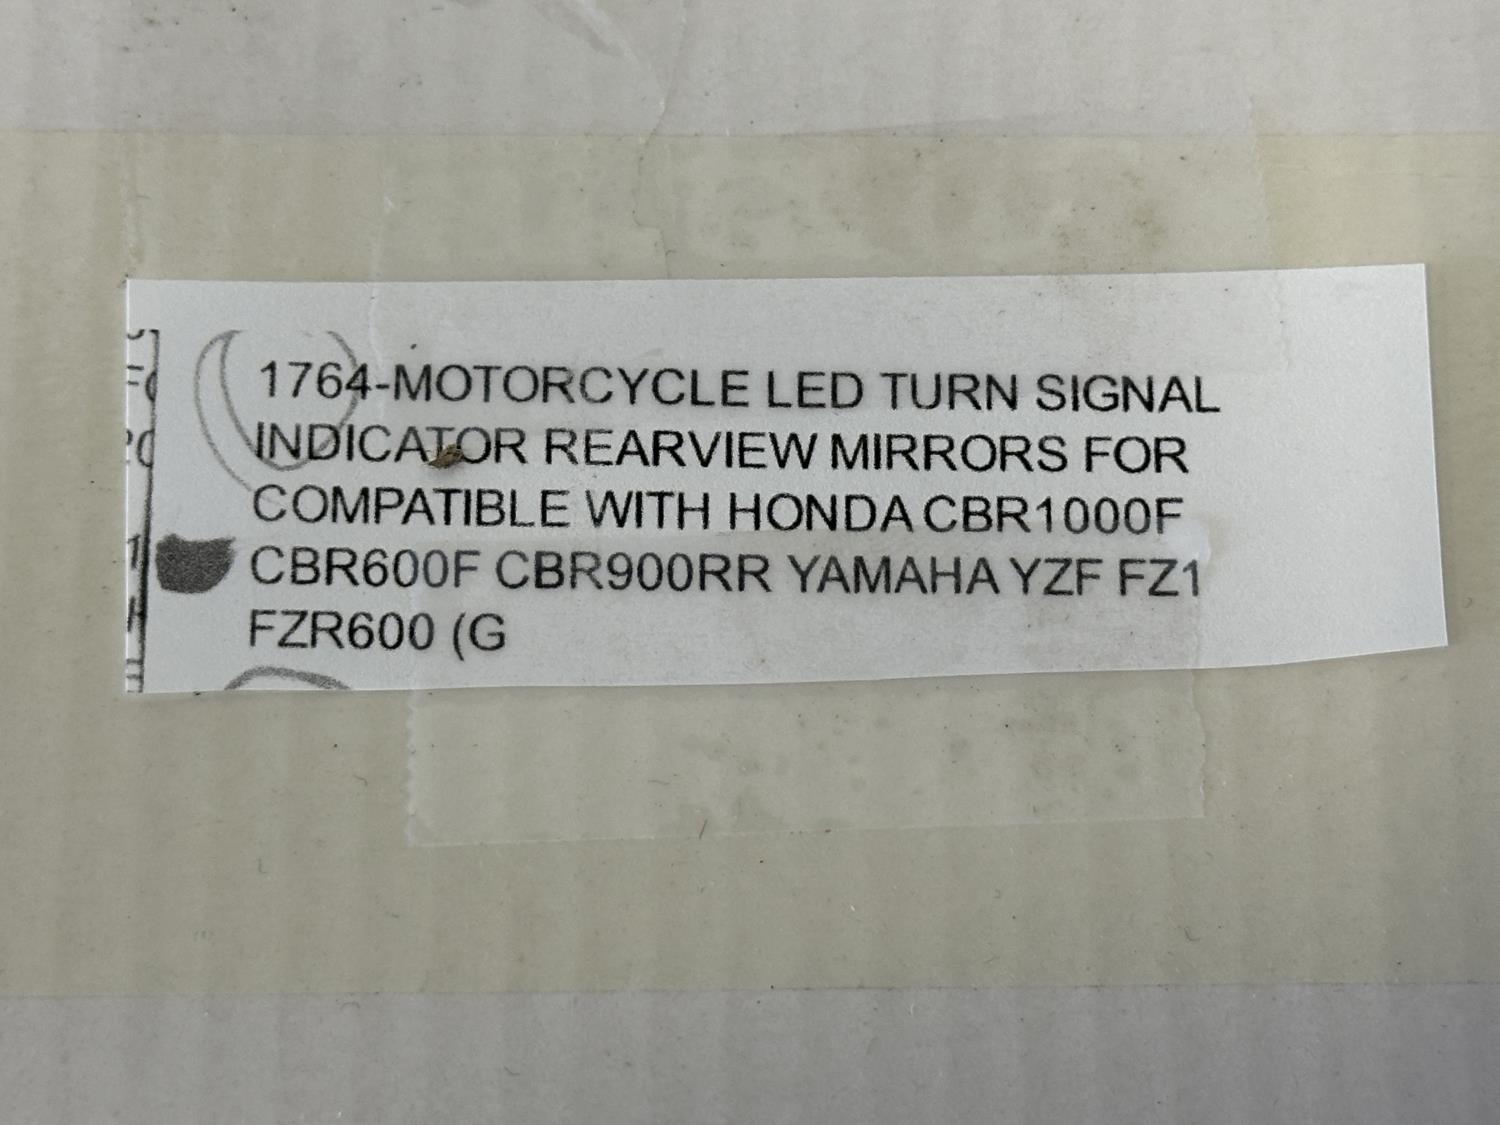 1764-MOTORCYCLE LED TURN SIGNAL
INDICATOR REARVIEW MIRRORS FOR
COMPATIBLE WITH HONDA CBR1000F
CBR600F CBR900RR YAMAHA YZF FZ1
FZR600 (G